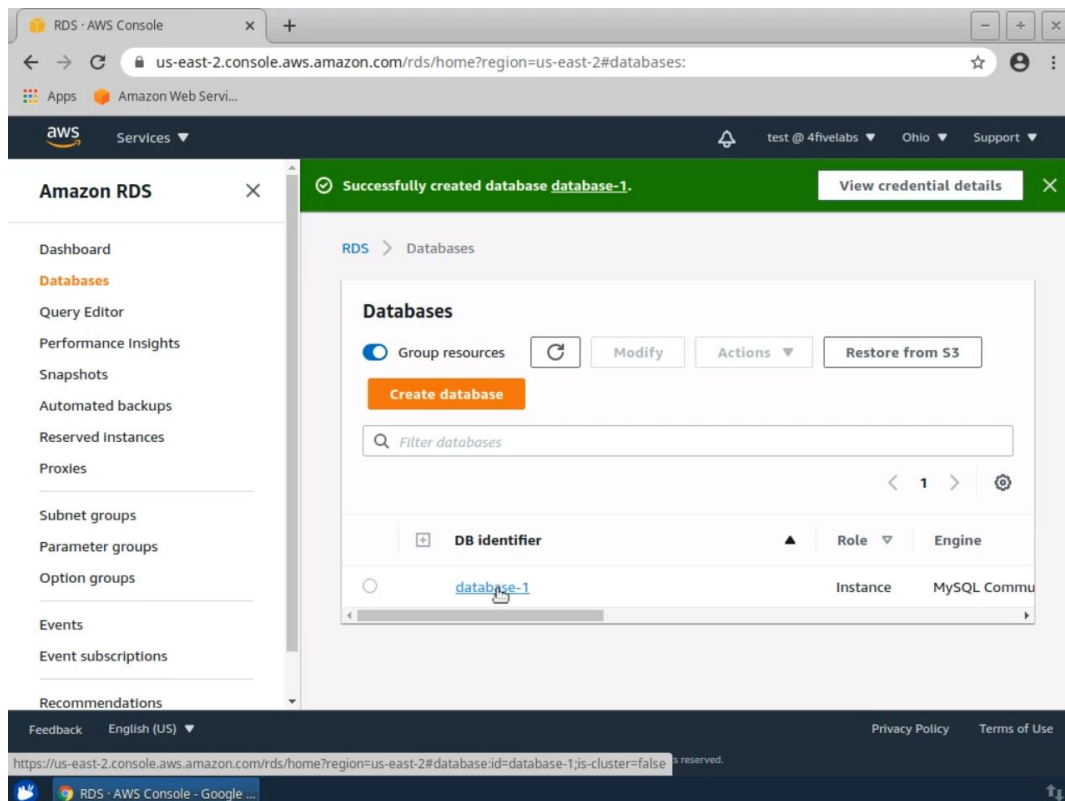 RDS · AWS Console
us-east-2.console.aws.amazon.com/rds/home?region=us-east-2#databases:
Apps Amazon Web Servi...
aws Services test @ 4fivelabs Ohio Support
Amazon RDS
Dashboard
Databases
Query Editor
Performance Insights
Snapshots
Automated backups
Reserved instances
Proxies
Subnet groups
Parameter groups
Option groups
Events
Event subscriptions
Recommendations
Successfully created database database-1. View credential details
RDS > Databases
Databases
Group resources Modify Actions Restore from S3
Create database
Filter databases
1
DB identifier Role Engine
database-1 Instance MySQL Commu
Feedback English (US) Privacy Policy Terms of Use
https://us-east-2.console.aws.amazon.com/rds/home?region=us-east-2#database:id=database-1;is-cluster=false s reserved.
RDS · AWS Console - Google ...